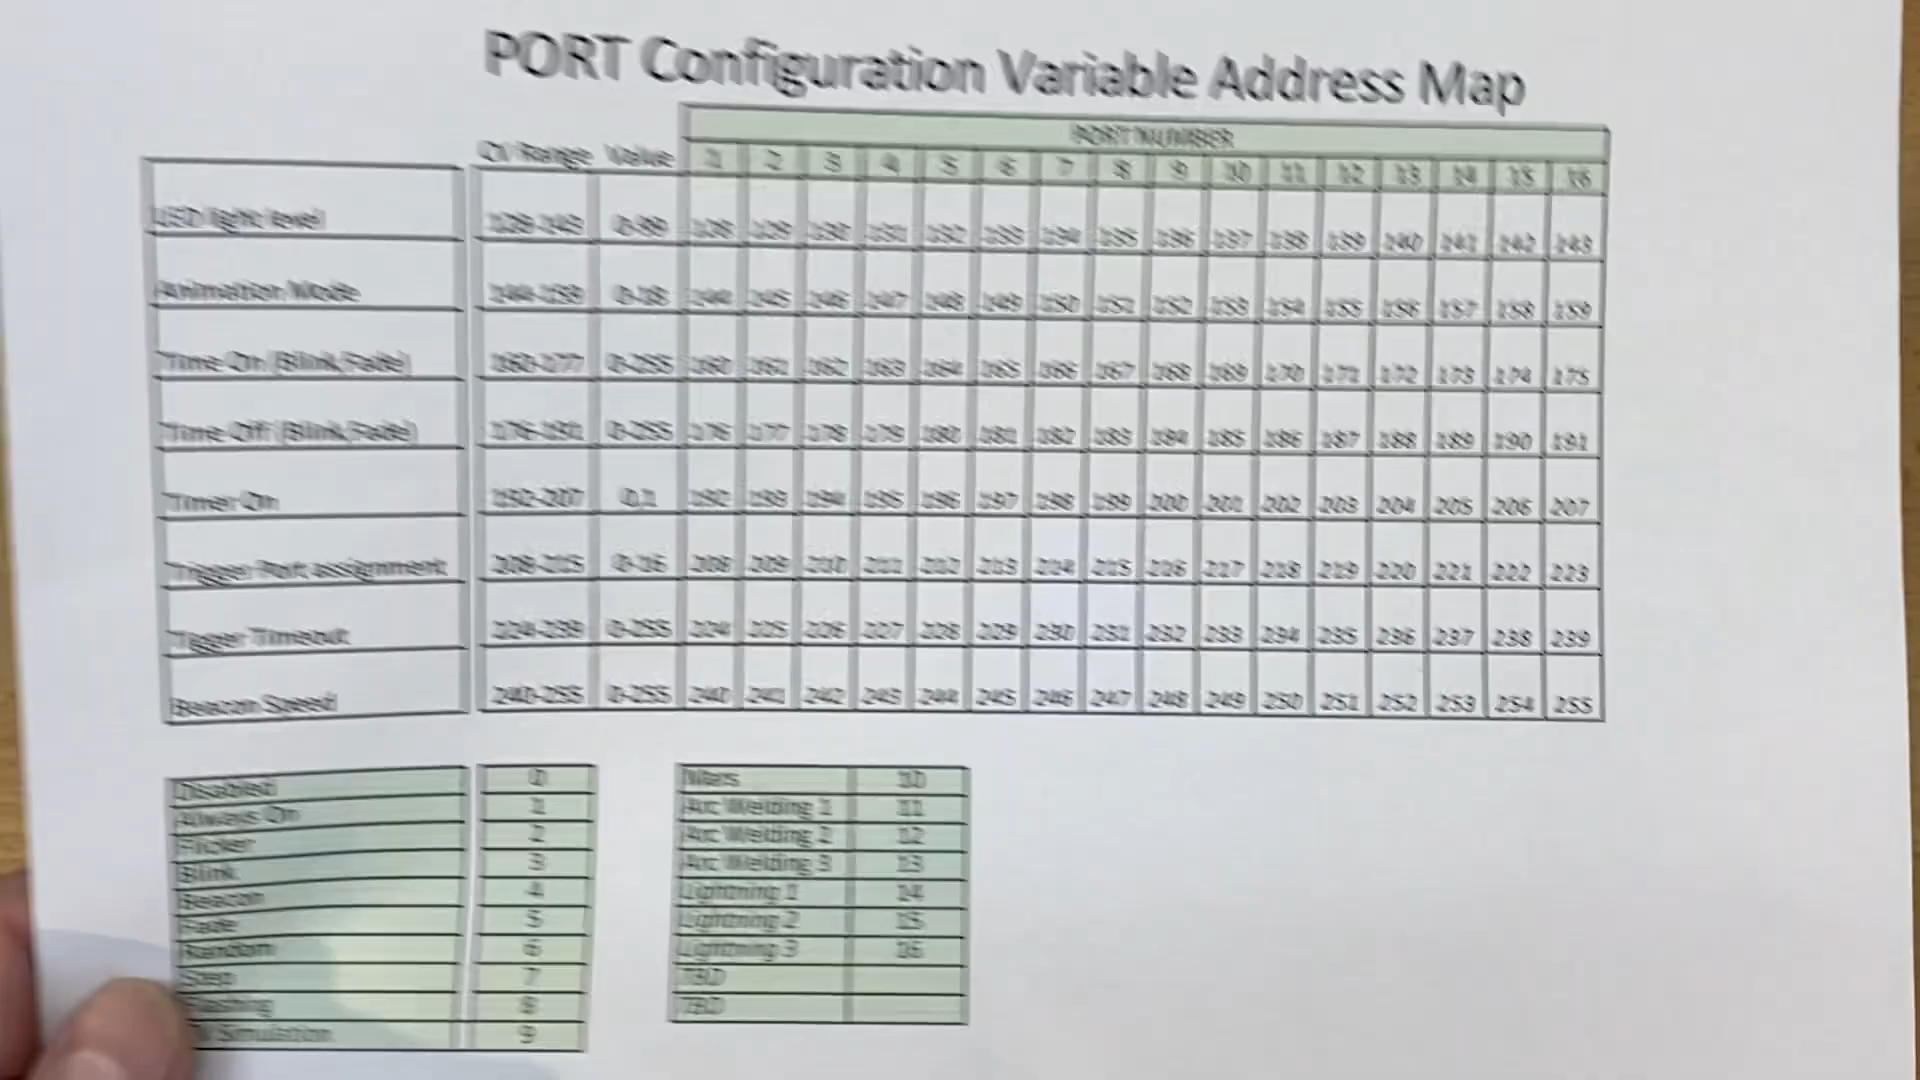 PORT Configuration Variable Address Map
PORT NUMBER
CV Range Value 1 2 3 4 5 6 7 8 9 10 11 12 13 14 15 16
LED light level 128-143 0-99 128 129 130 131 132 133 134 135 136 137 138 139 140 141 142 143
Animation Mode 144-159 0-18 144 145 146 147 148 149 150 151 152 153 154 155 156 157 158 159
Time On (Blink/Fade) 160-177 0-255 160 161 162 163 164 165 166 167 168 169 170 171 172 173 174 175
Time Off (Blink/Fade) 176-191 0-255 176 177 178 179 180 181 182 183 184 185 186 187 188 189 190 191
Timer On 192-207 0,1 192 193 194 195 196 197 198 199 200 201 202 203 204 205 206 207
Tigger Port assignment 208-215 0-16 208 209 210 211 212 213 214 215 216 217 218 219 220 221 222 223
Tigger Timeout 224-239 0-255 224 225 226 227 228 229 230 231 232 233 234 235 236 237 238 239
Beacon Speed 240-255 0-255 240 241 242 243 244 245 246 247 248 249 250 251 252 253 254 255
Disabled 0
Always On 1
Flicker 2
Blink 3
Beacon 4
Fade 5
Random 6
Step 7
Flashing 8
Simulation 9
Mars 10
Arc Welding 1 11
Arc Welding 2 12
Arc Welding 3 13
Lightning 1 14
Lightning 2 15
Lightning 3 16
TBD
TBD